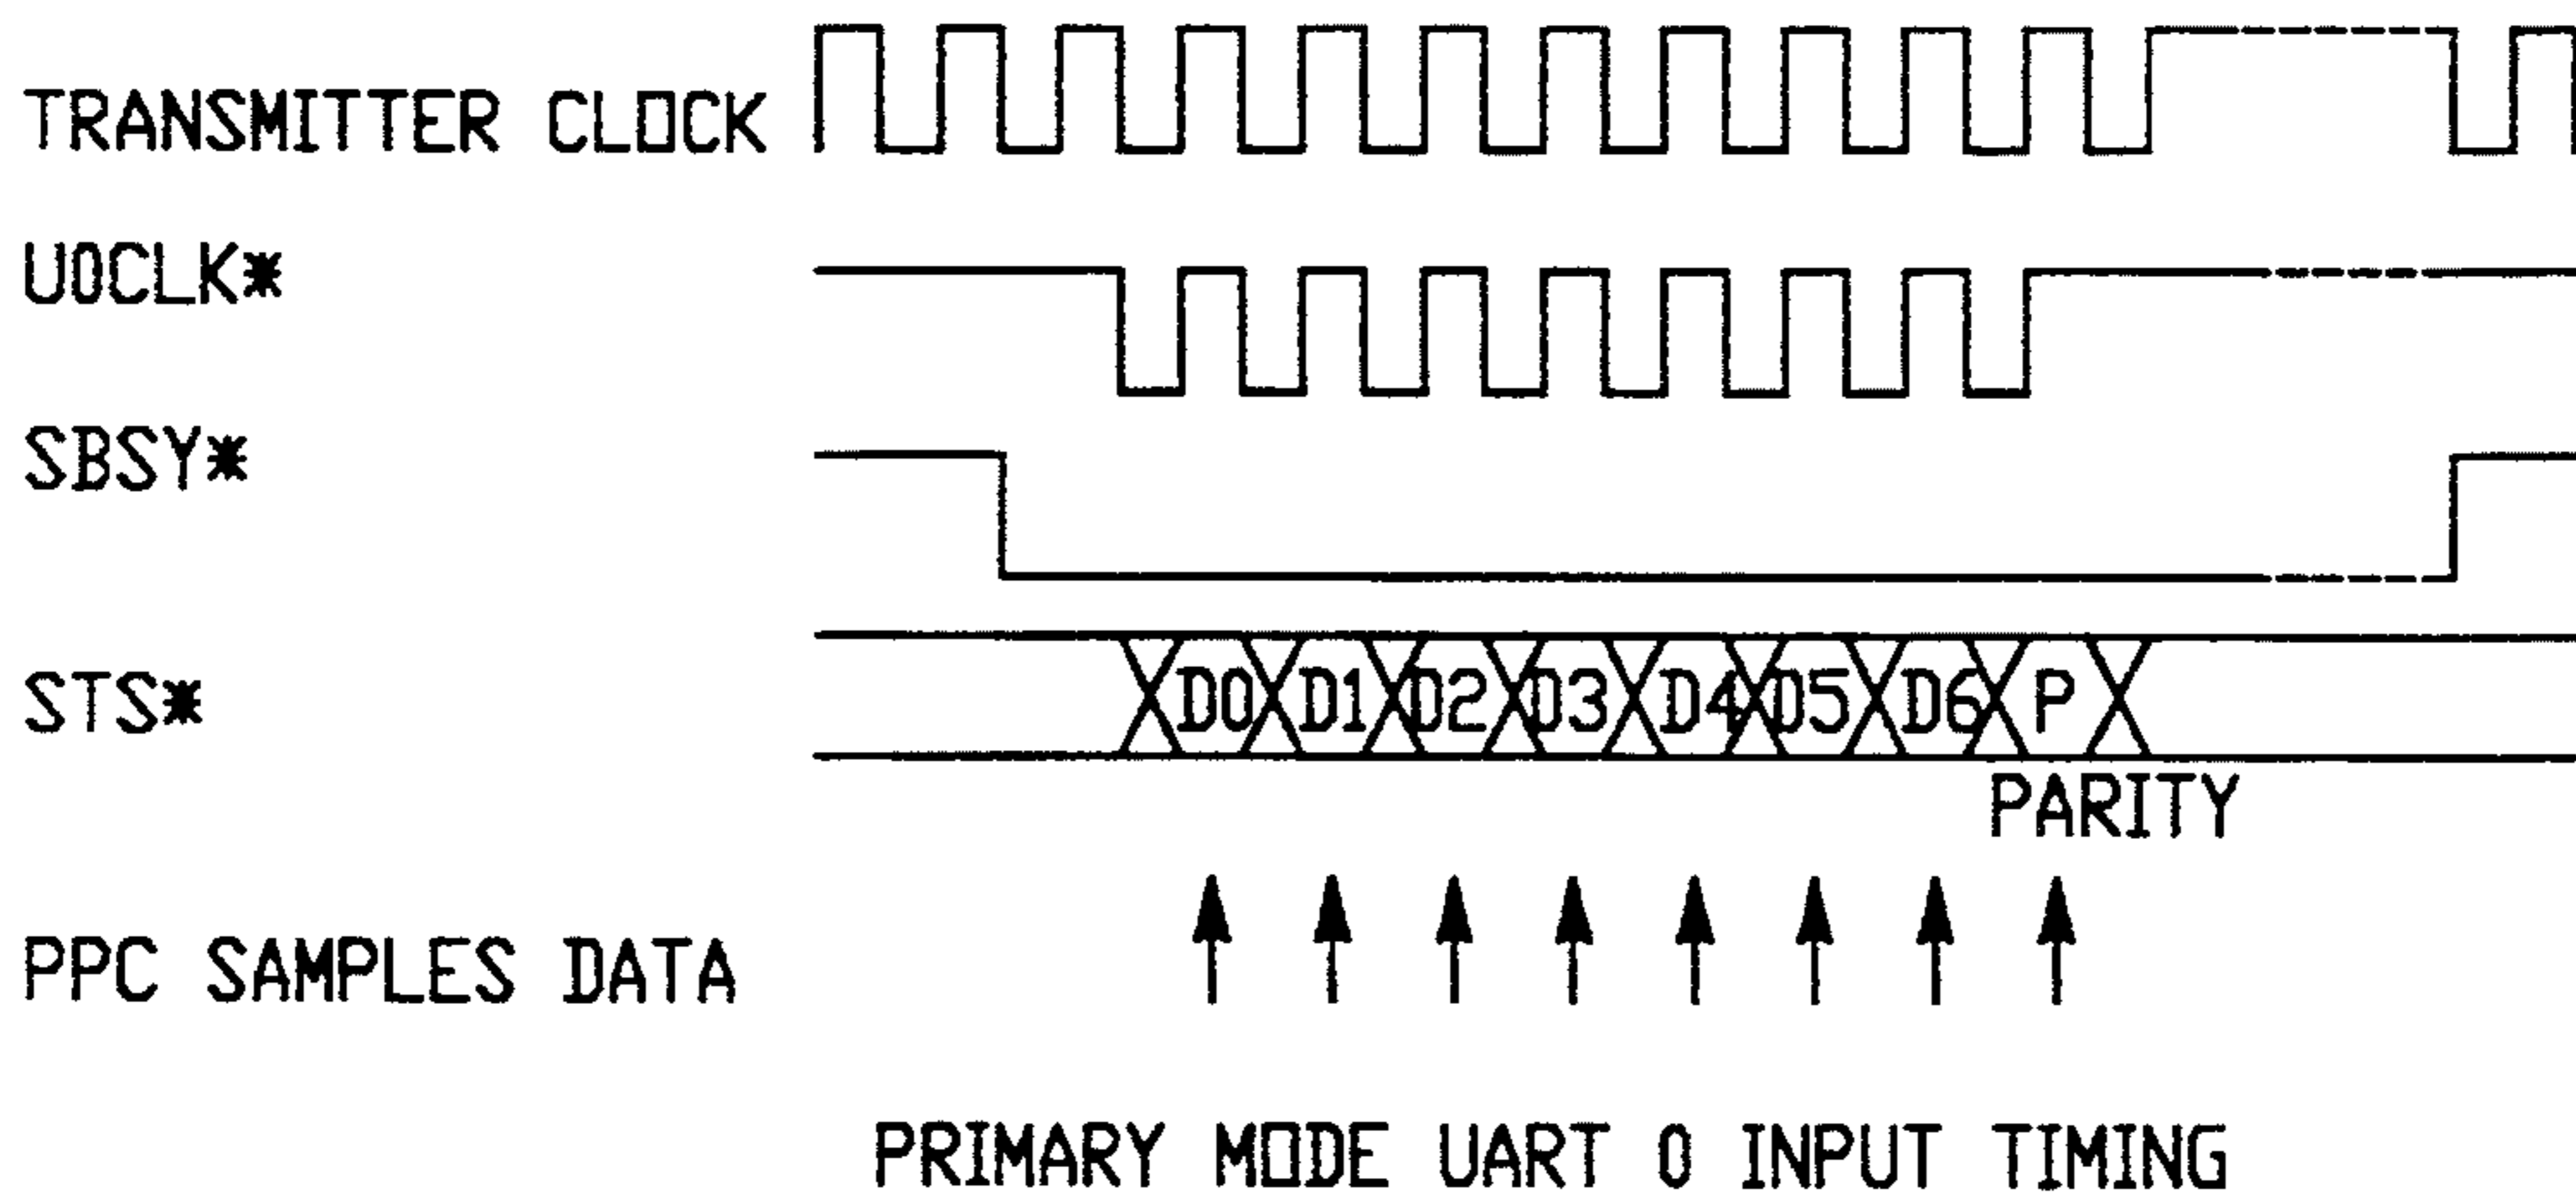 TRANSMITTER CLOCK
U0CLK*
SBSY*
STS*
D0 D1 D2 D3 D4 D5 D6 P
PARITY
PPC SAMPLES DATA
PRIMARY MODE UART 0 INPUT TIMING